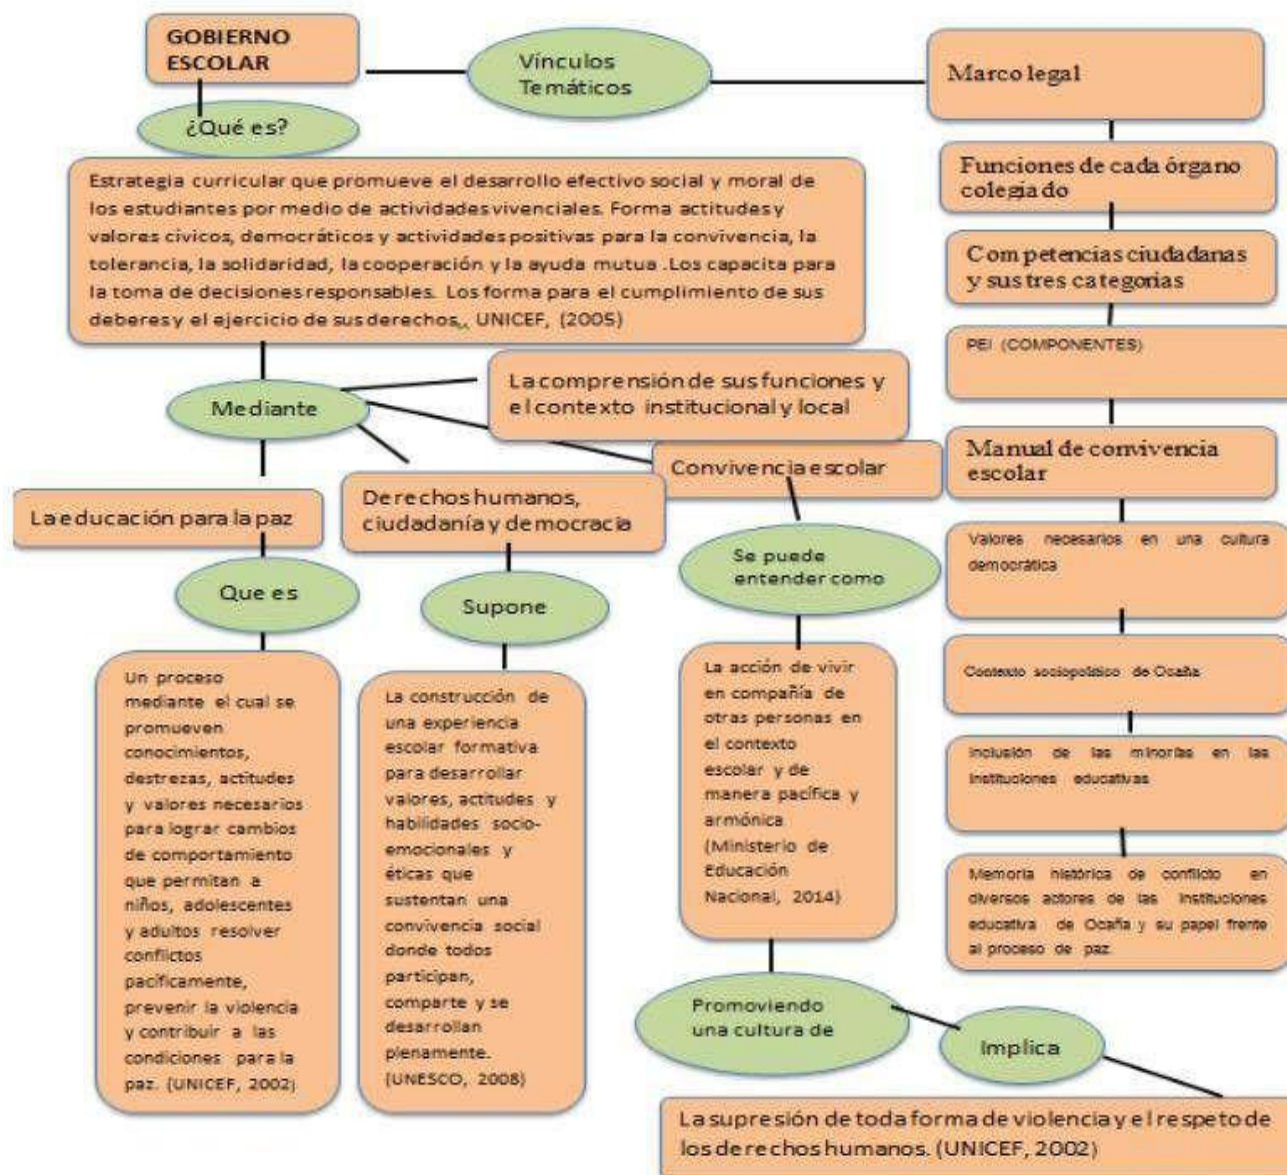 GOBIERNO
ESCOLAR
Vínculos
Temáticos
Marco legal
¿Qué es?
Estrategia curricular que promueve el desarrollo efectivo social y moral de
los estudiantes por medio de actividades vivenciales. Forma actitudes y
valores cívicos, democráticos y actividades positivas para la convivencia, la
tolerancia, la solidaridad, la cooperación y la ayuda mutua .Los capacita para
la toma de decisiones responsables. Los forma para el cumplimiento de sus
deberes y el ejercicio de sus derechos,, UNICEF, (2005)
Funciones de cada órgano
colegiado
Competencias ciudadanas
y sus tres categorias
PEI (COMPONENTES)
Mediante
La comprensión de sus funciones y
el contexto institucional y local
Convivencia escolar
Manual de convivencia
escolar
La educación para la paz
Derechos humanos,
ciudadanía y democracia
Se puede
entender como
Valores necesarios en una cultura
democrática
Que es
Supone
Contexto sociopolítico de Ocaña
Un proceso
mediante el cual se
promueven
conocimientos,
destrezas, actitudes
y valores necesarios
para lograr cambios
de comportamiento
que permitan a
niños, adolescentes
y adultos resolver
conflictos
pacíficamente,
prevenir la violencia
y contribuir a las
condiciones para la
paz. (UNICEF, 2002)
La construcción de
una experiencia
escolar formativa
para desarrollar
valores, actitudes y
habilidades socio-
emocionales y
éticas que
sustentan una
convivencia social
donde todos
participan,
comparte y se
desarrollan
plenamente.
(UNESCO, 2008)
La acción de vivir
en compañía de
otras personas en
el contexto
escolar y de
manera pacífica y
armónica
(Ministerio de
Educación
Nacional, 2014)
Inclusión de las minorías en las
Instituciones educativas
Memoria histórica de conflicto en
diversos actores de las Instituciones
educativa de Ocaña y su papel frente
al proceso de paz.
Promoviendo
una cultura de
Implica
La supresión de toda forma de violencia y el respeto de
los derechos humanos. (UNICEF, 2002)